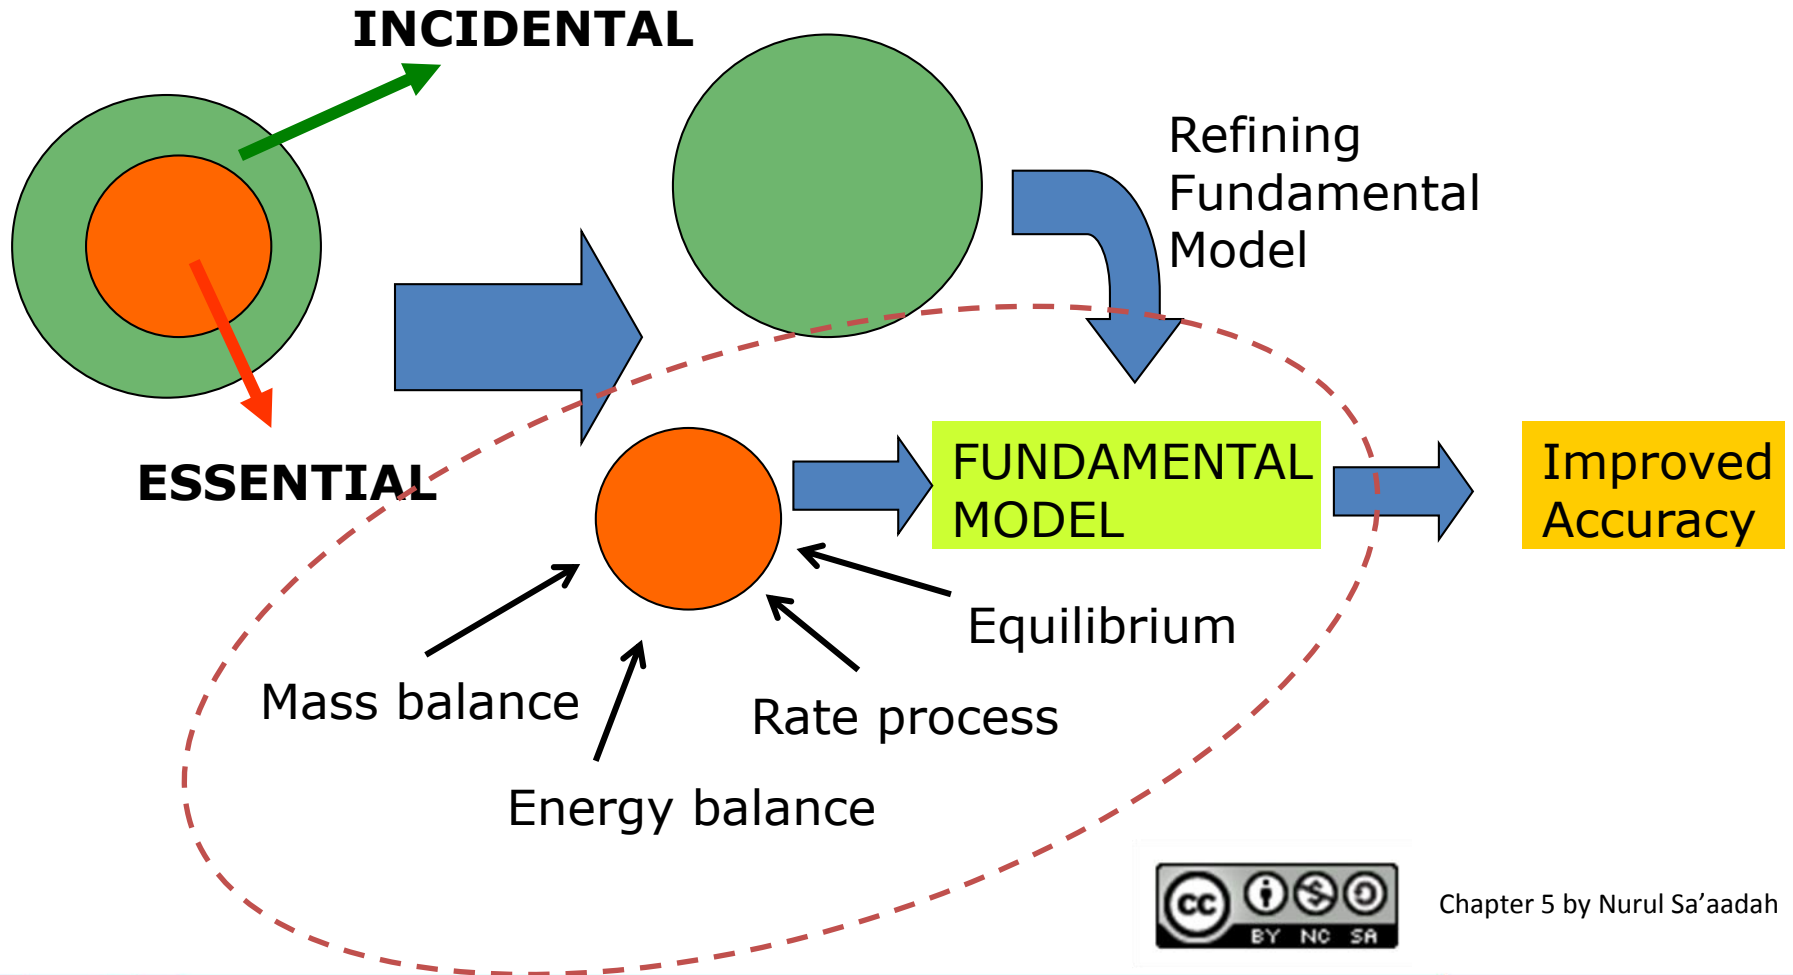 INCIDENTAL
Refining
Fundamental
Model
ESSENTIAL
FUNDAMENTAL
MODEL
Improved
Accuracy
Equilibrium
Mass balance
Rate process
Energy balance
cc
BY NC SA
Chapter 5 by Nurul Sa’aadah